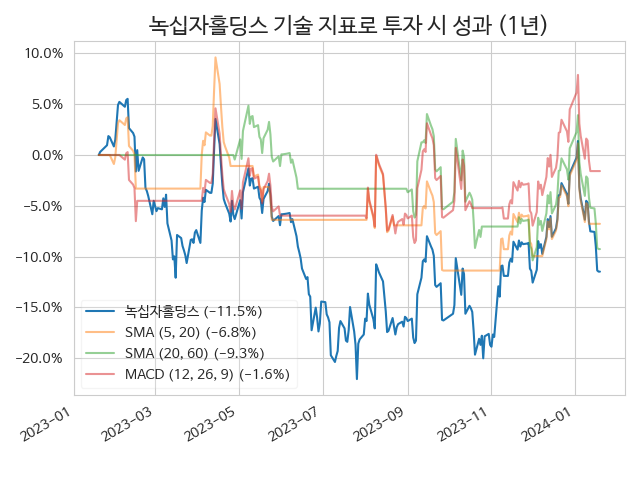 녹십자홀딩스 기술 지표로 투자 시 성과 (1년)
10.0%
5.0%
0.0%
−5.0%
−10.0%
−15.0%
−20.0%
녹십자홀딩스 (−11.5%)
SMA (5, 20) (−6.8%)
SMA (20, 60) (−9.3%)
MACD (12, 26, 9) (−1.6%)
2023-01
2023-03
2023-05
2023-07
2023-09
2023-11
2024-01